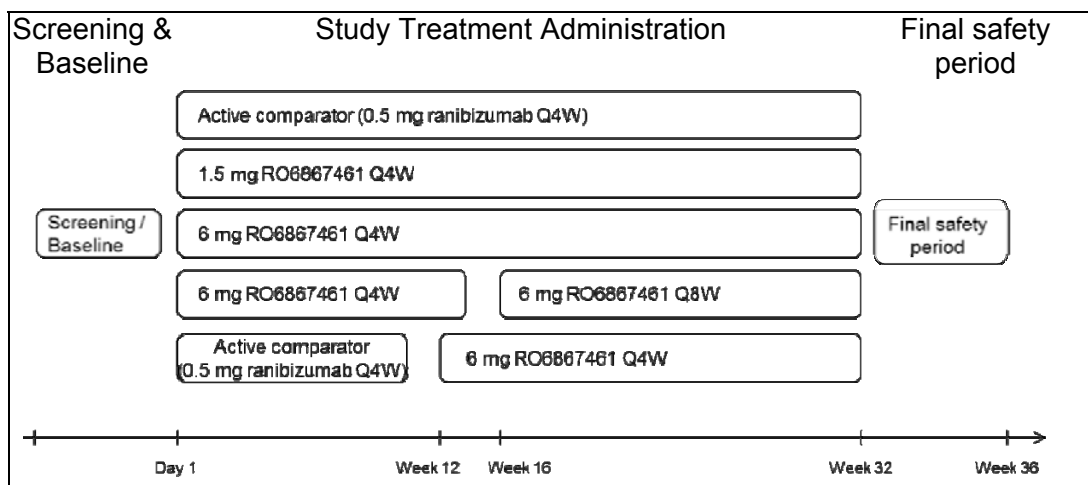 Screening &
Baseline
Study Treatment Administration
Final safety
period
Active comparator (0.5 mg ranibizumab Q4W)
1.5 mg RO6867461 Q4W
Screening /
Baseline
6 mg RO6867461 Q4W
Final safety
period
6 mg RO6867461 Q4W
6 mg RO6867461 Q8W
Active comparator
(0.5 mg ranibizumab Q4W)
6 mg RO6867461 Q4W
Day 1
Week 12
Week 16
Week 32
Week 36